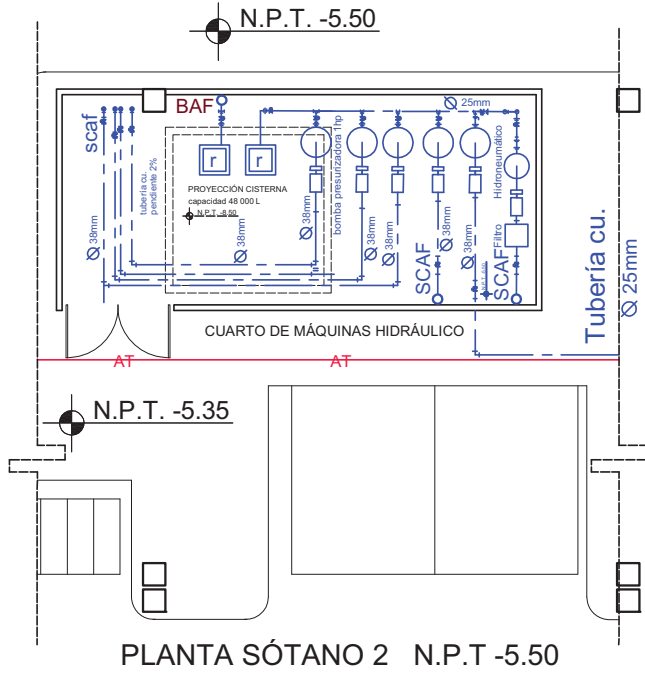 N.P.T. -5.50
scaf
BAF
Ø 25mm
tubería cu.
pendiente 2%
r
r
bomba presurizadora 1hp
Hidroneumático
PROYECCIÓN CISTERNA
capacidad 48 000 L
N.P.T. -8.50
Ø 38mm
Ø 38mm
Ø 38mm
Ø 38mm
Ø 38mm
Ø 38mm
Ø 38mm
SCAF
SCAF
Filtro
Tubería cu.
Ø 25mm
CUARTO DE MÁQUINAS HIDRÁULICO
AT
AT
N.P.T. -5.35
PLANTA SÓTANO 2 N.P.T -5.50